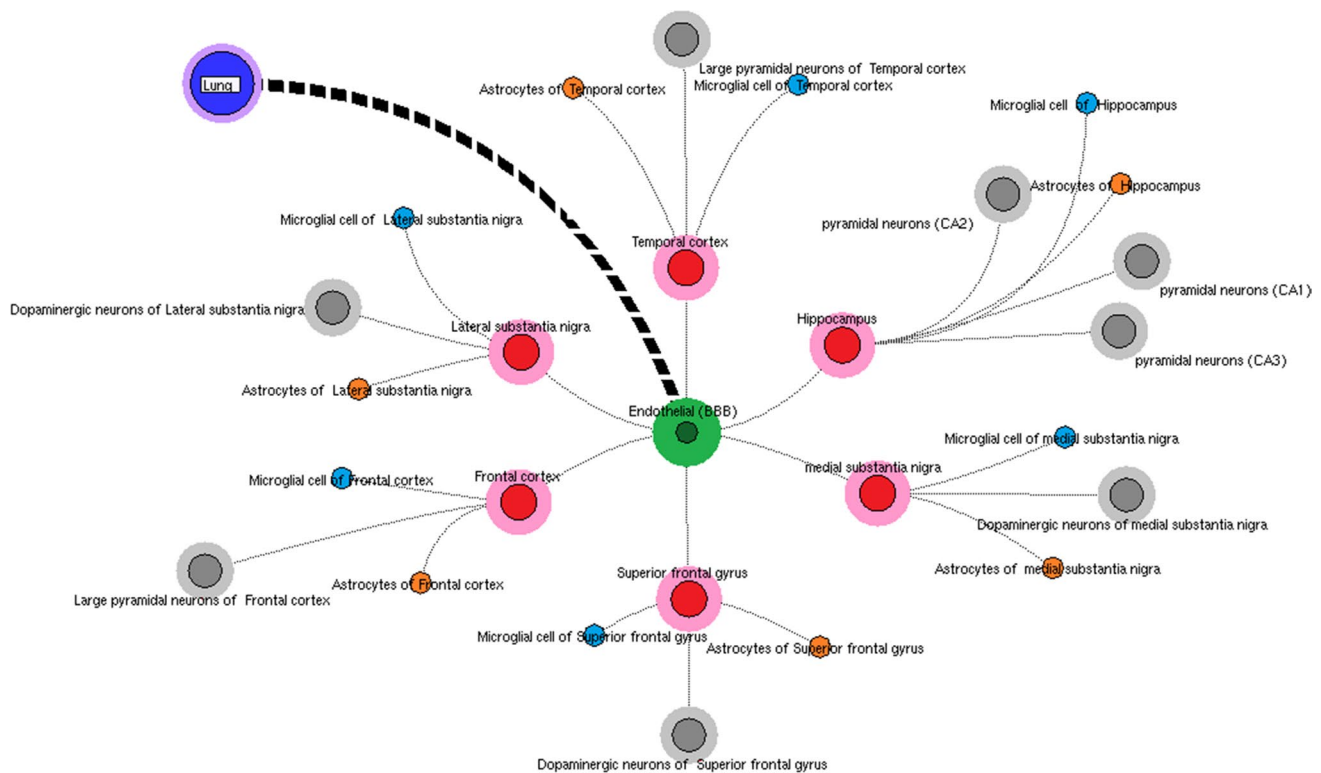 Lung
Large pyramidal neurons of Temporal cortex
Astrocytes of Temporal cortex
Microglial cell of Temporal cortex
Microglial cell of Hippocampus
Astrocytes of Hippocampus
Microglial cell of Lateral substantia nigra
pyramidal neurons (CA2)
Temporal cortex
pyramidal neurons (CA1)
Dopaminergic neurons of Lateral substantia nigra
Lateral substantia nigra
Hippocampus
pyramidal neurons (CA3)
Astrocytes of Lateral substantia nigra
Endothelial (BBB)
Microglial cell of medial substantia nigra
medial substantia nigra
Frontal cortex
Microglial cell of Frontal cortex
Dopaminergic neurons of medial substantia nigra
Astrocytes of medial substantia nigra
Superior frontal gyrus
Astrocytes of Frontal cortex
Large pyramidal neurons of Frontal cortex
Microglial cell of Superior frontal gyrus
Astrocytes of Superior frontal gyrus
Dopaminergic neurons of Superior frontal gyrus